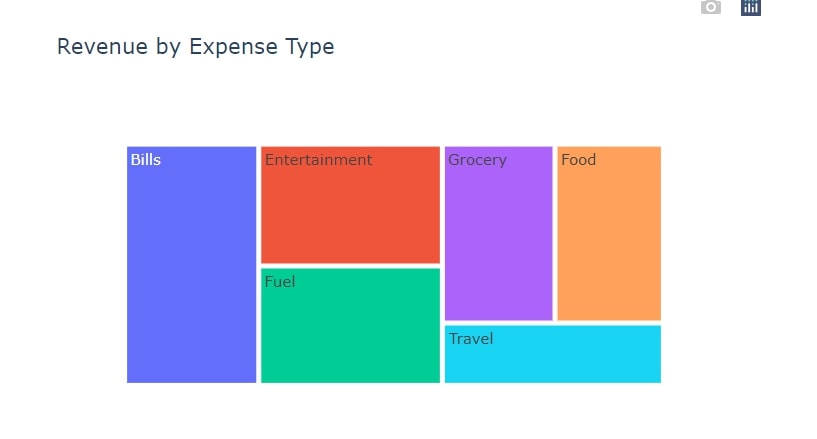 Revenue by Expense Type
Bills
Entertainment
Grocery
Food
Fuel
Travel